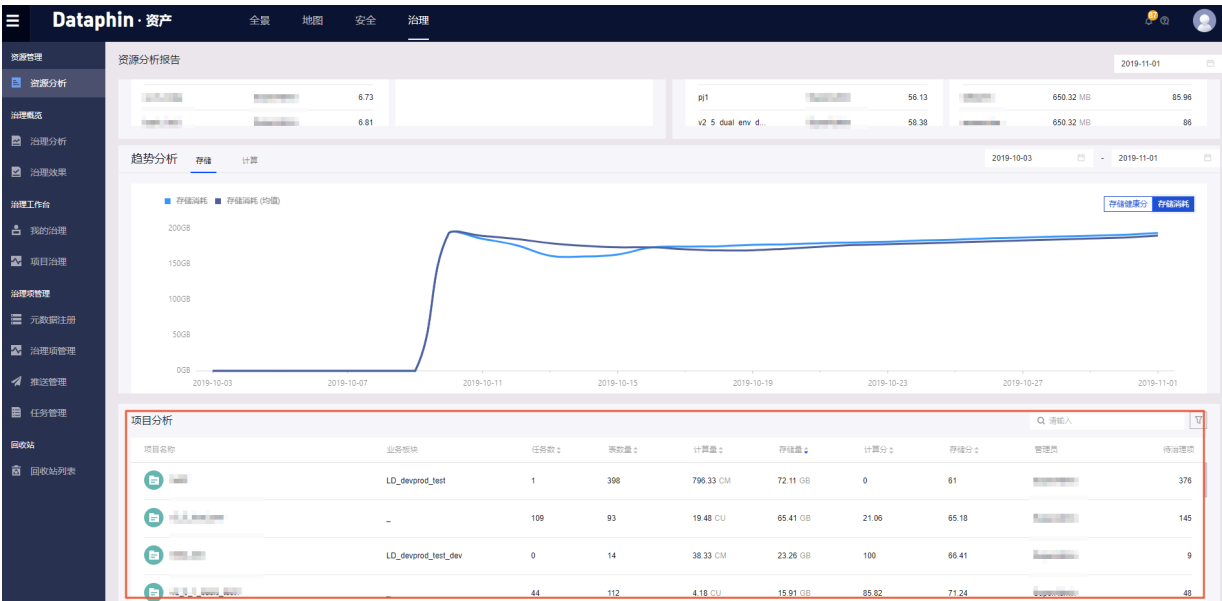 Dataphin · 资产 全景 地图 安全 治理 67
资源管理
资源分析
治理概览
治理分析
治理效果
治理工作台
我的治理
项目治理
治理项管理
元数据注册
治理项管理
推送管理
任务管理
回收站
回收站列表
资源分析报告 2019-11-01
6.73 pj1 56.13 650.32 MB 85.96
6.81 v2_5_dual_env_d... 58.38 650.32 MB 86
趋势分析 存储 计算 2019-10-03 - 2019-11-01
存储消耗 存储消耗 (均值) 存储健康分 存储消耗
200GB
150GB
100GB
50GB
0GB
2019-10-03 2019-10-07 2019-10-11 2019-10-15 2019-10-19 2019-10-23 2019-10-27 2019-11-01
项目分析 请输入
项目名称 业务板块 任务数 表数量 计算量 存储量 计算分 存储分 管理员 待治理项
LD_devprod_test 1 398 796.33 CM 72.11 GB 0 61 376
_ 109 93 19.48 CU 65.41 GB 21.06 65.18 145
LD_devprod_test_dev 0 14 38.33 CM 23.26 GB 100 66.41 9
_ 44 112 4.18 CU 15.91 GB 85.82 71.24 48